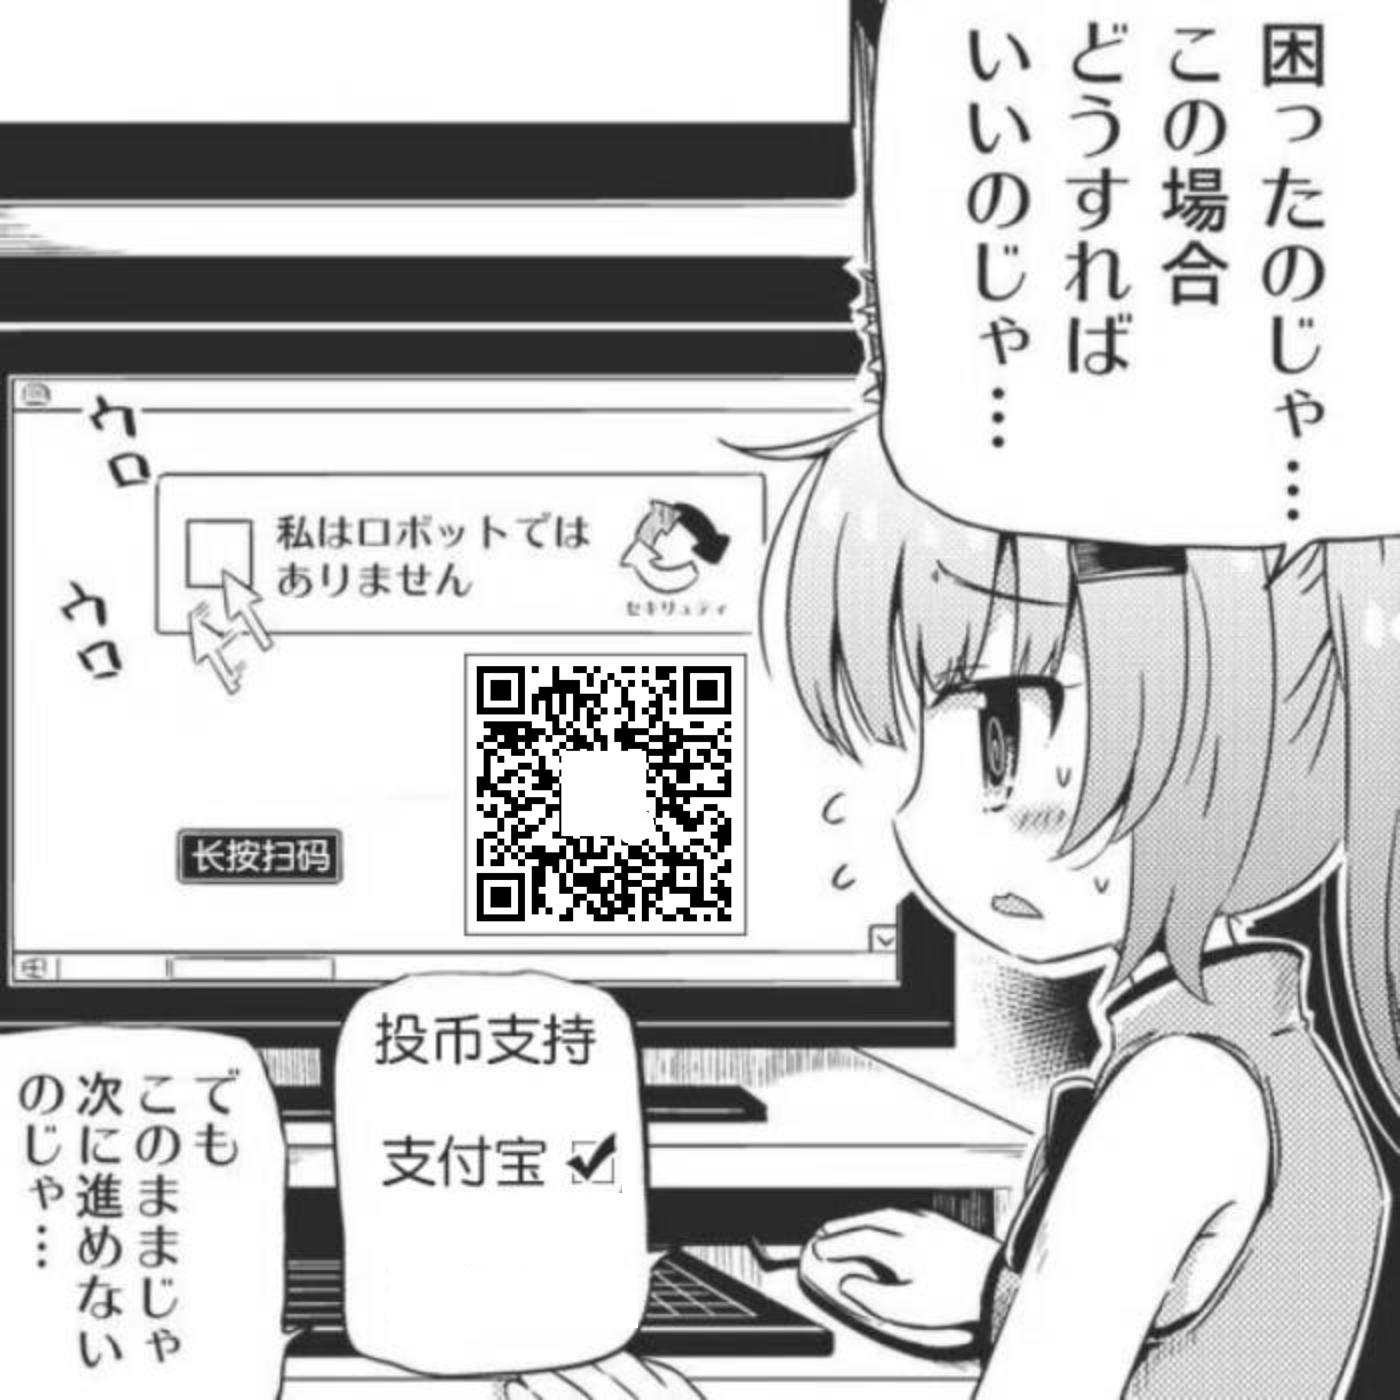 困ったのじゃ…
この場合
どうすれば
いいのじゃ…
ウロ
ウロ
私はロボットでは
ありません
セキリュティ
长按扫码
投币支持
支付宝
でも
このままじゃ
次に進めない
のじゃ…